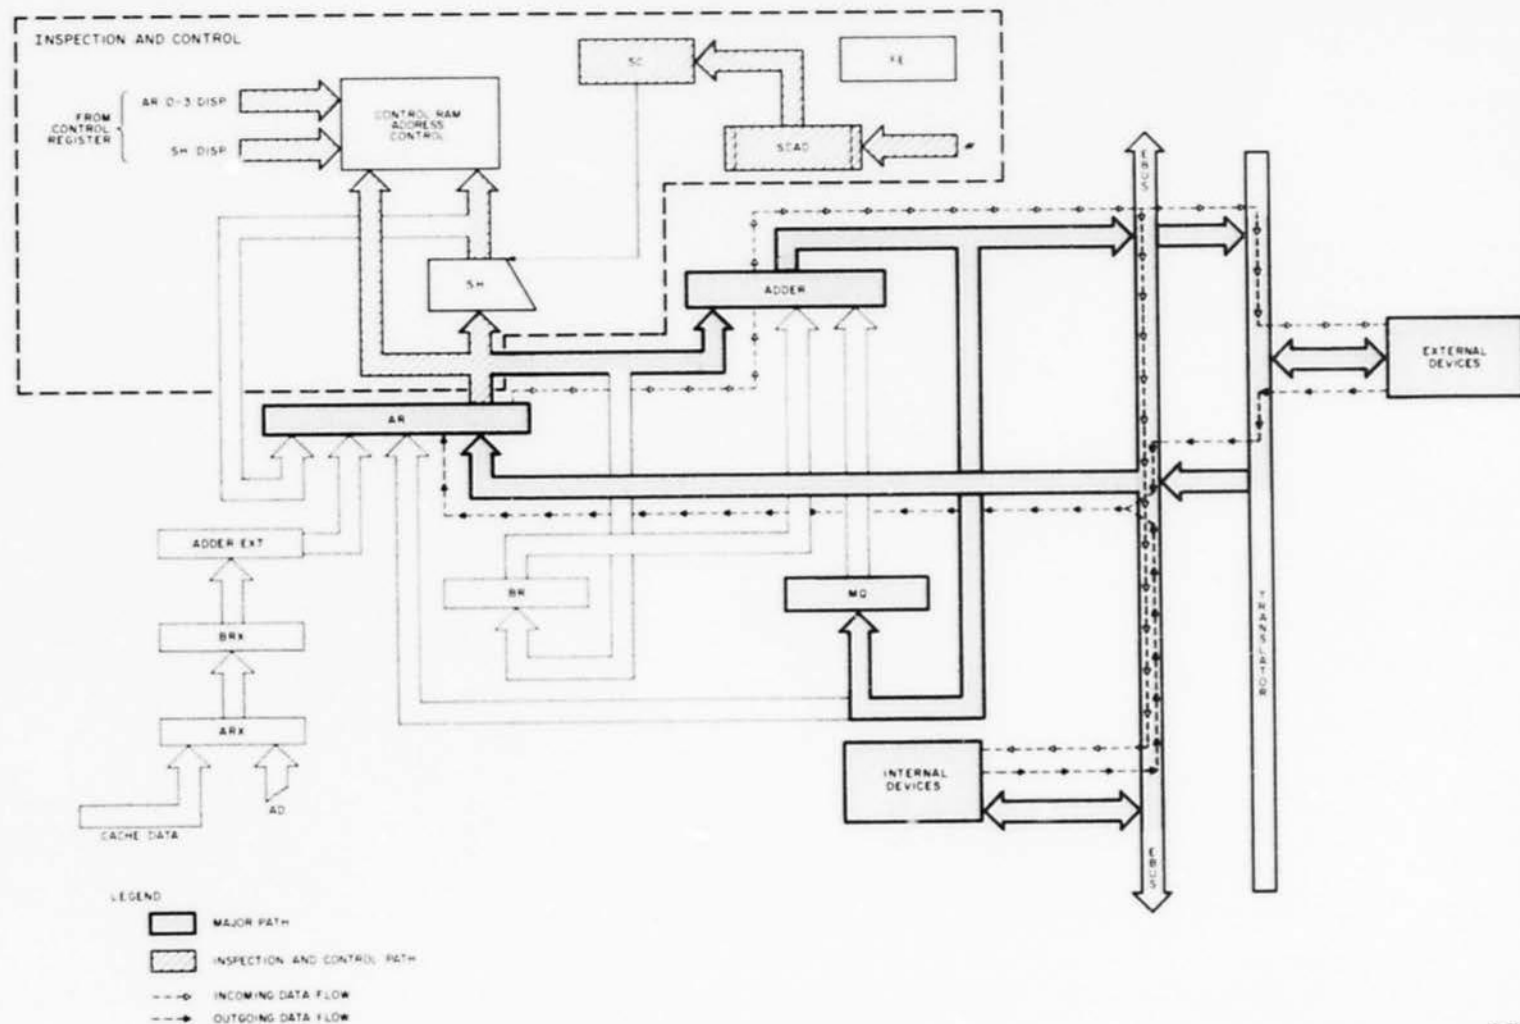 INSPECTION AND CONTROL
SC
FE
FROM
CONTROL
REGISTER
AR 0-3 DISP
SH DISP
CONTROL RAM
ADDRESS
CONTROL
SCAD
#
EBUS
SH
ADDER
EXTERNAL
DEVICES
AR
ADDER EXT
BR
MQ
BRX
TRANSLATOR
ARX
INTERNAL
DEVICES
AD
CACHE DATA
EBUS
LEGEND
MAJOR PATH
INSPECTION AND CONTROL PATH
INCOMING DATA FLOW
OUTGOING DATA FLOW